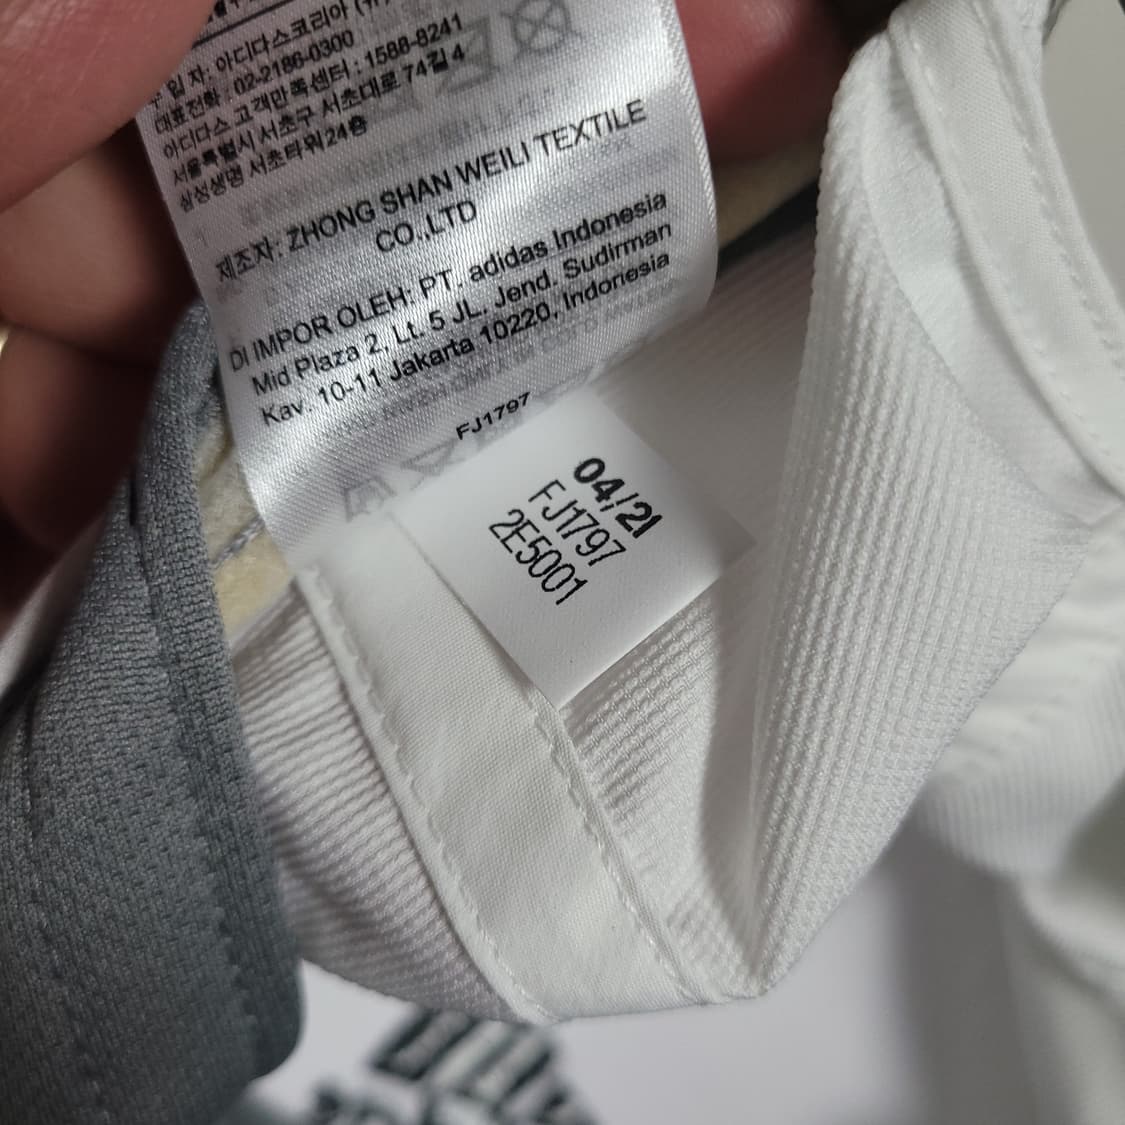 수입자: 아디다스코리아 (유)
대표전화 : 02-2186-0300
아디다스 고객만족센터 : 1588-8241
서울특별시 서초구 서초대로 74길 4
삼성생명 서초타워 24층
제조자: ZHONG SHAN WEILI TEXTILE
CO.,LTD
DI IMPOR OLEH: PT. adidas Indonesia
Mid Plaza 2, Lt. 5 JL. Jend. Sudirman
Kav. 10-11 Jakarta 10220, Indonesia
FJ1797
04/21
FJ1797
2E5001